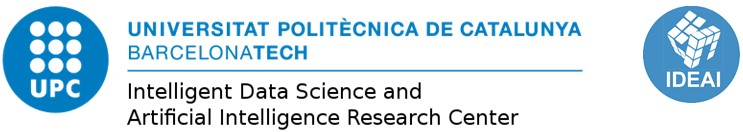 UPC
UNIVERSITAT POLITÈCNICA DE CATALUNYA
BARCELONATECH
Intelligent Data Science and
Artificial Intelligence Research Center
IDEAI